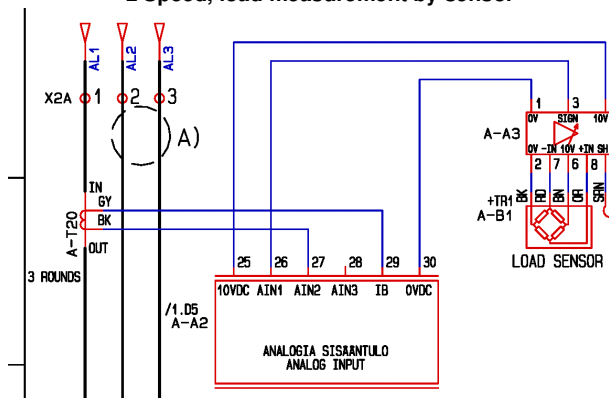 2 Speed, load measurement by sensor
AL1 AL2 AL3
X2A 1 2 3
A)
1 3
0V SIGN 10V
A-A3
0V -IN 10V +IN SH
2 7 6 8
BK RD BN OR SRN
+TR1
A-B1
LOAD SENSOR
IN
GY
BK
A-T20
OUT
3 ROUNDS
25 26 27 28 29 30
10VDC AIN1 AIN2 AIN3 IB 0VDC
/1.D5
A-A2
ANALOGIA SISÄÄNTULO
ANALOG INPUT